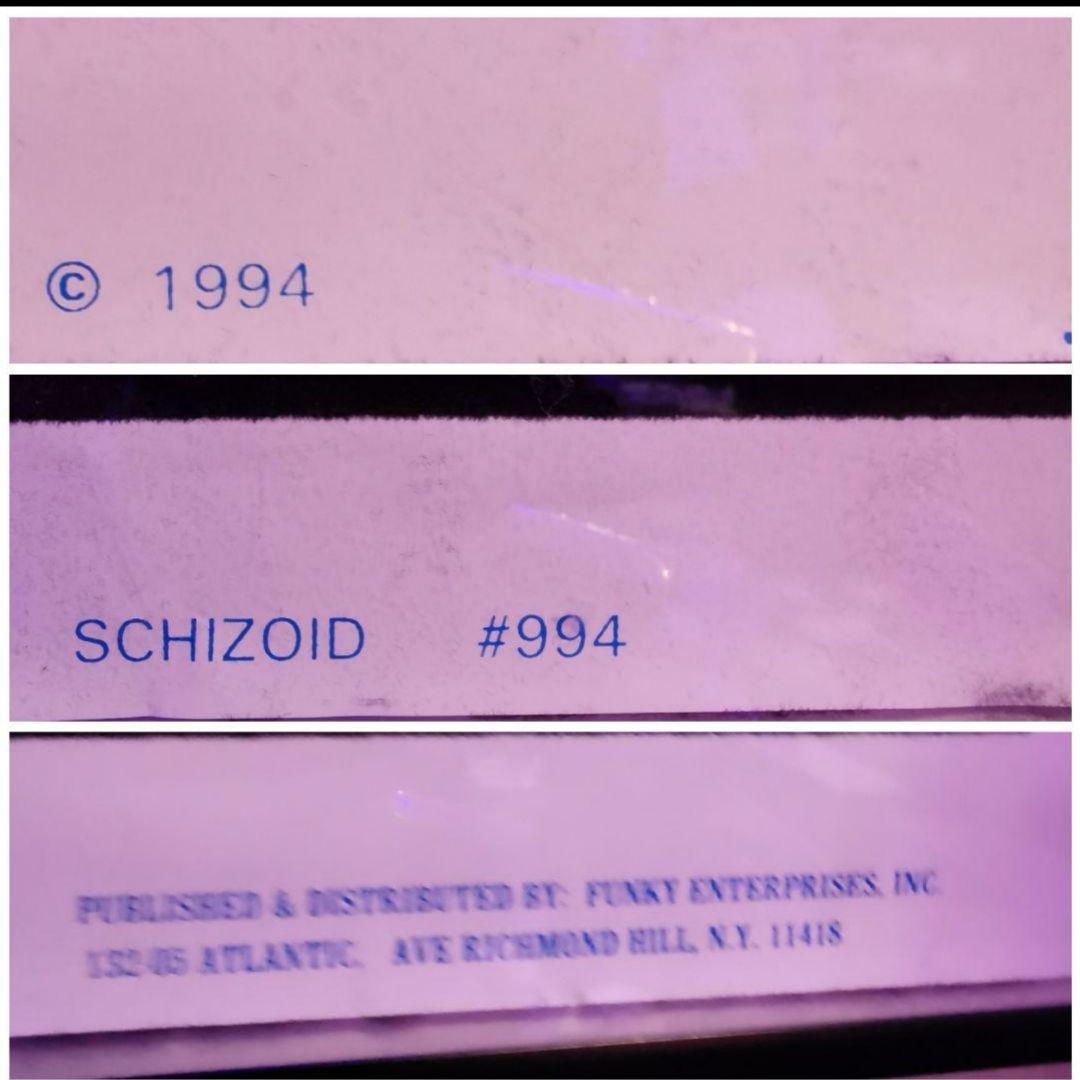 © 1994
SCHIZOID #994
PUBLISHED & DISTRIBUTED BY: FUNKY ENTERPRISES, INC.
132-05 ATLANTIC. AVE RICHMOND HILL, N.Y. 11418